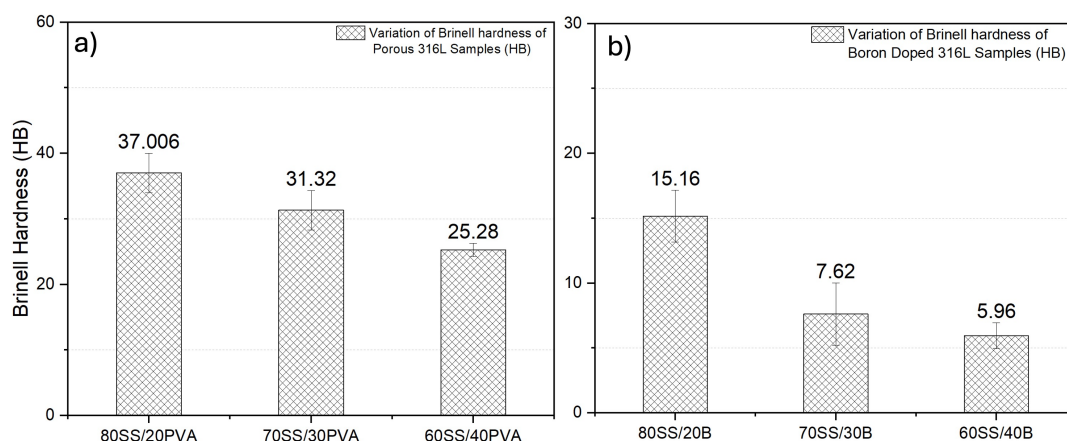 a)
Variation of Brinell hardness of
Porous 316L Samples (HB)
Brinell Hardness (HB)
60
40
20
0
37.006
31.32
25.28
80SS/20PVA
70SS/30PVA
60SS/40PVA
b)
Variation of Brinell hardness of
Boron Doped 316L Samples (HB)
30
20
10
0
15.16
7.62
5.96
80SS/20B
70SS/30B
60SS/40B